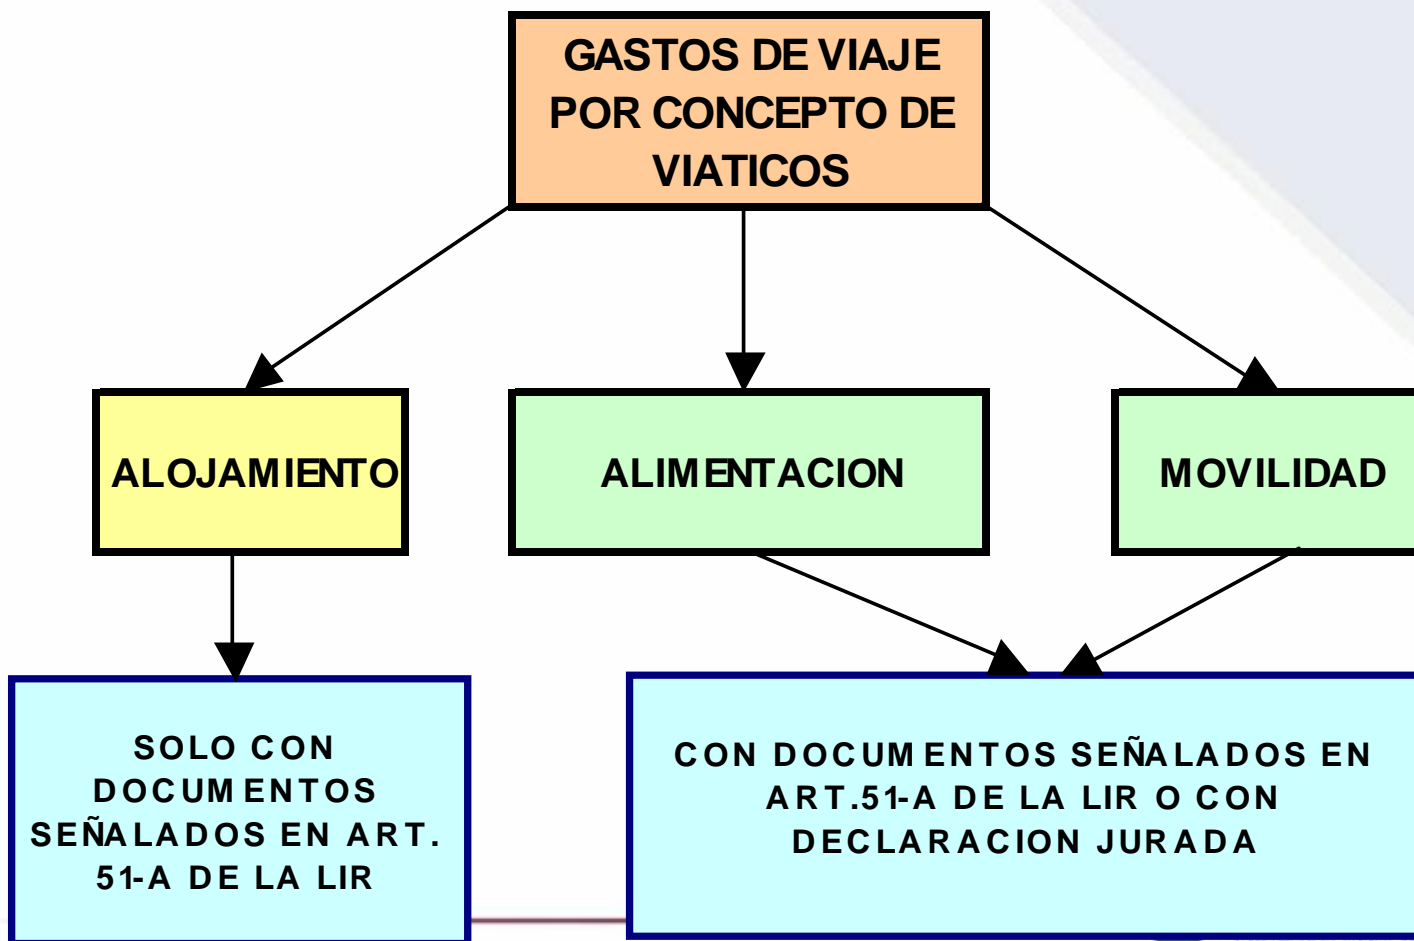 GASTOS DE VIAJE
POR CONCEPTO DE
VIATICOS
ALOJAMIENTO
ALIMENTACION
MOVILIDAD
SOLO CON
DOCUMENTOS
SEÑALADOS EN ART.
51-A DE LA LIR
CON DOCUMENTOS SEÑALADOS EN
ART.51-A DE LA LIR O CON
DECLARACION JURADA